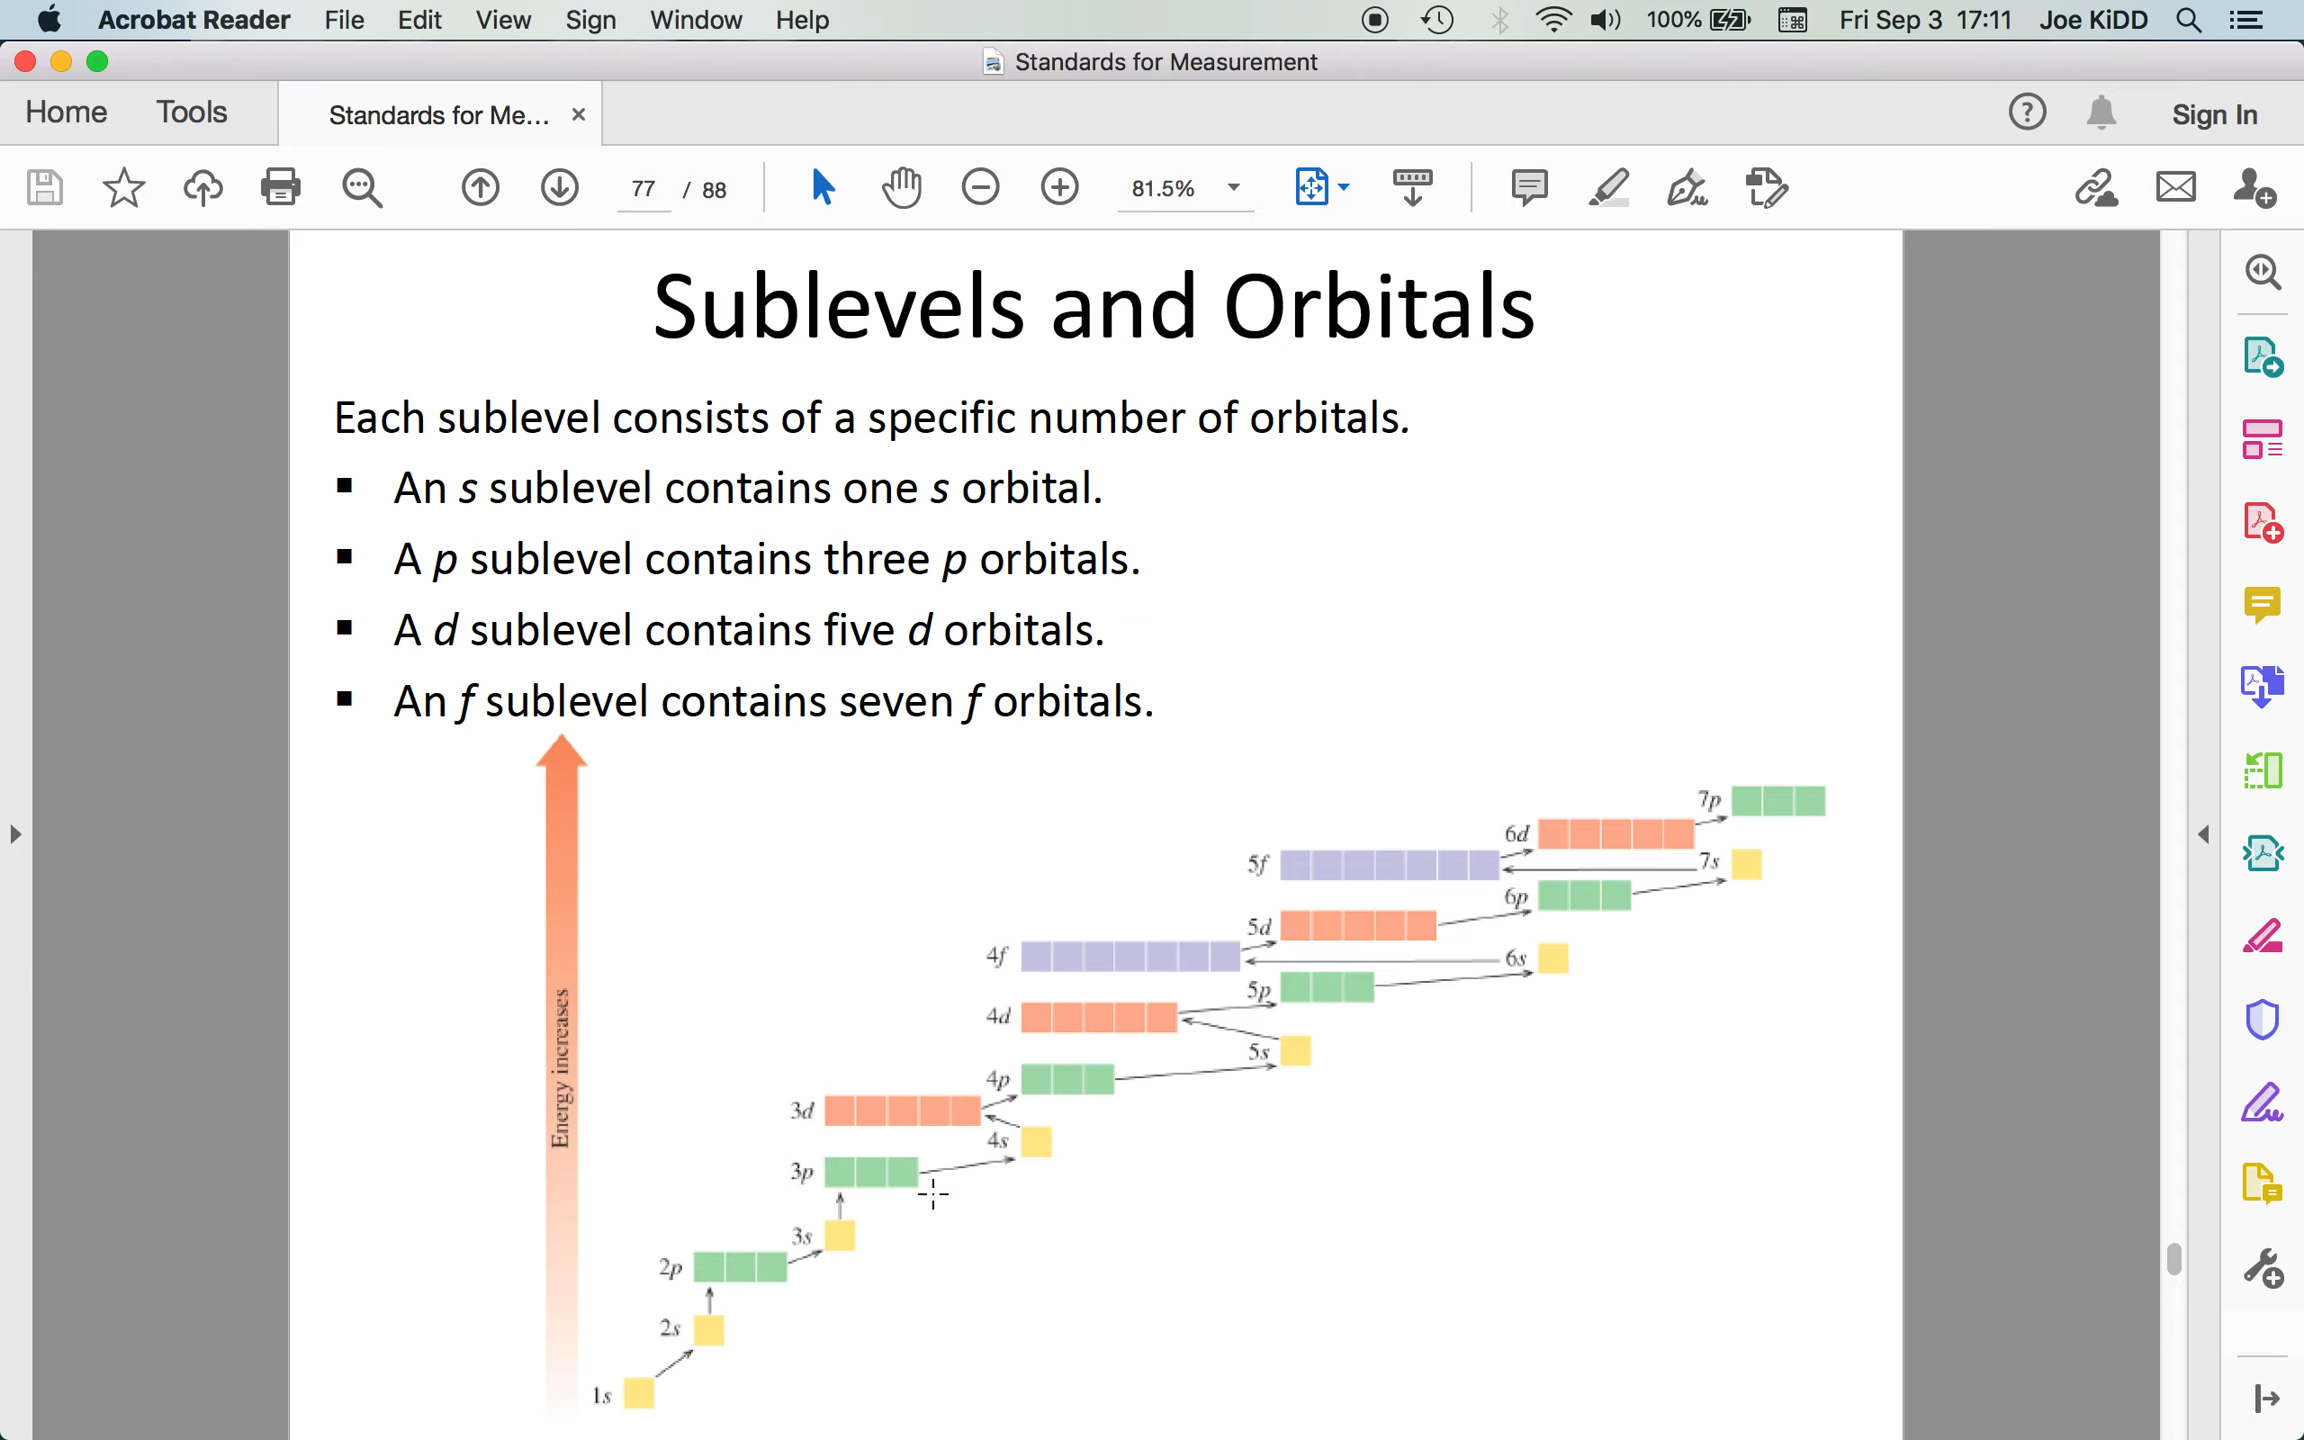 Acrobat Reader File Edit View Sign Window Help 100% Fri Sep 3 17:11 Joe KiDD
Standards for Measurement
Home Tools Standards for Me... × ? Sign In
77 / 88 81.5%
Sublevels and Orbitals
Each sublevel consists of a specific number of orbitals.
▪ An s sublevel contains one s orbital.
▪ A p sublevel contains three p orbitals.
▪ A d sublevel contains five d orbitals.
▪ An f sublevel contains seven f orbitals.
Energy increases
7p
6d
5f
7s
6p
5d
4f
6s
5p
4d
5s
4p
3d
4s
3p
3s
2p
2s
1s